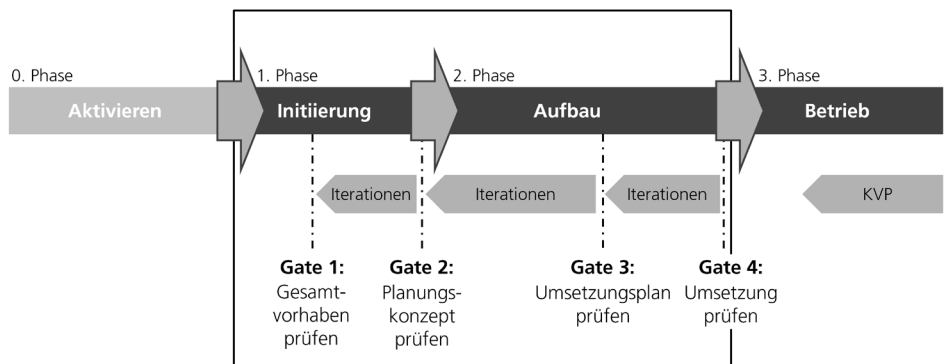 0. Phase
1. Phase
2. Phase
3. Phase
Aktivieren
Initiierung
Aufbau
Betrieb
Iterationen
Iterationen
Iterationen
KVP
Gate 1:
Gesamt-
vorhaben
prüfen
Gate 2:
Planungs-
konzept
prüfen
Gate 3:
Umsetzungsplan
prüfen
Gate 4:
Umsetzung
prüfen